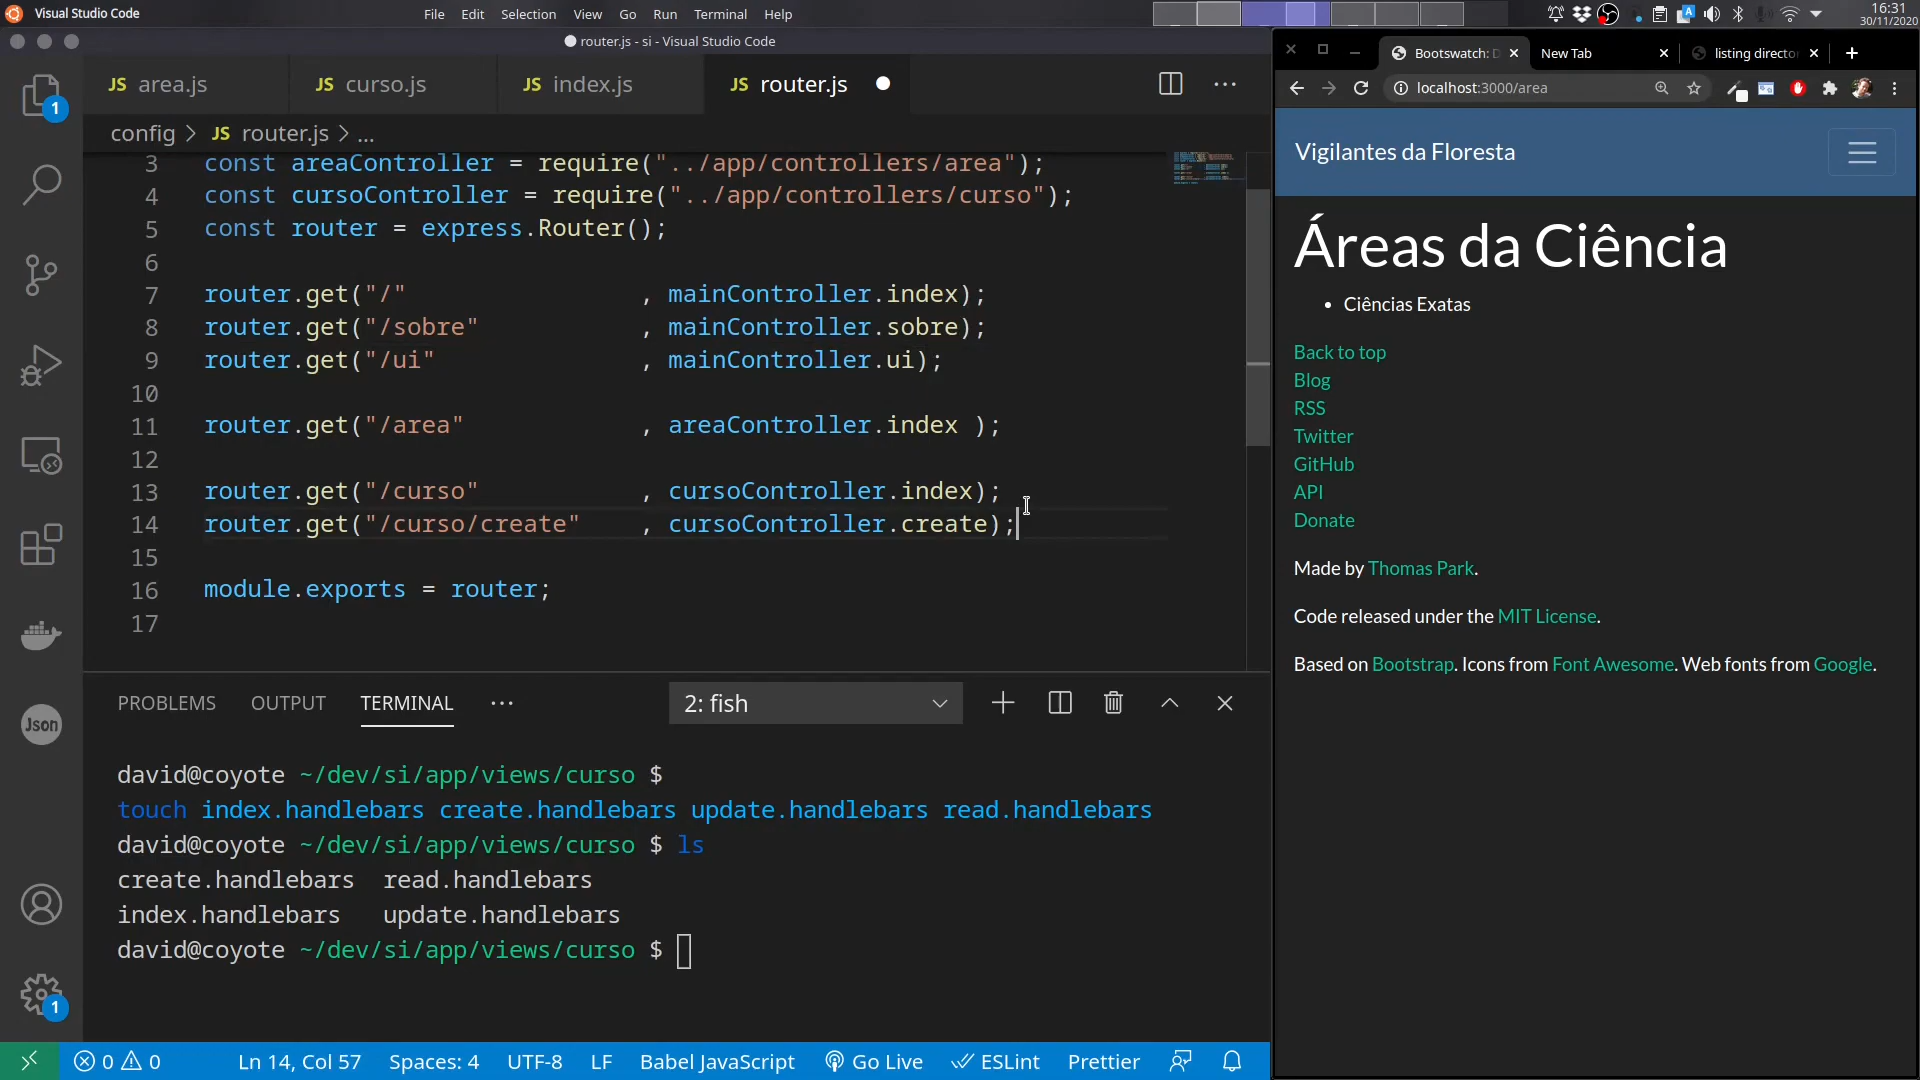 Visual Studio Code
File Edit Selection View Go Run Terminal Help
16:31
30/11/2020
router.js - si - Visual Studio Code
JS area.js JS curso.js JS index.js JS router.js
config > JS router.js > ...
3 const areaController = require("../app/controllers/area");
4 const cursoController = require("../app/controllers/curso");
5 const router = express.Router();
6
7 router.get("/" , mainController.index);
8 router.get("/sobre" , mainController.sobre);
9 router.get("/ui" , mainController.ui);
10
11 router.get("/area" , areaController.index );
12
13 router.get("/curso" , cursoController.index);
14 router.get("/curso/create" , cursoController.create);
15
16 module.exports = router;
17
1
Json
1
PROBLEMS OUTPUT TERMINAL ... 2: fish
david@coyote ~/dev/si/app/views/curso $
touch index.handlebars create.handlebars update.handlebars read.handlebars
david@coyote ~/dev/si/app/views/curso $ ls
create.handlebars read.handlebars
index.handlebars update.handlebars
david@coyote ~/dev/si/app/views/curso $
0 0 Ln 14, Col 57 Spaces: 4 UTF-8 LF Babel JavaScript Go Live ESLint Prettier
Bootswatch: D New Tab listing directo
localhost:3000/area
Vigilantes da Floresta
Áreas da Ciência
• Ciências Exatas
Back to top
Blog
RSS
Twitter
GitHub
API
Donate
Made by Thomas Park.
Code released under the MIT License.
Based on Bootstrap. Icons from Font Awesome. Web fonts from Google.